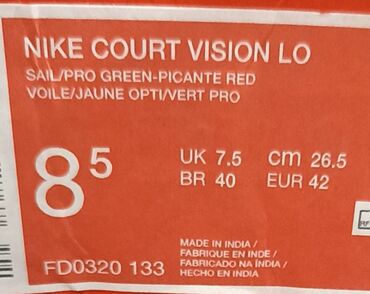 NIKE COURT VISION LO
SAIL/PRO GREEN-PICANTE RED
VOILE/JAUNE OPTI/VERT PRO
8 5
UK 7.5 cm 26.5
BR 40 EUR 42
MADE IN INDIA /
FABRIQUE EN INDE /
FABRICADO NA ÍNDIA /
HECHO EN INDIA
FD0320 133
RF